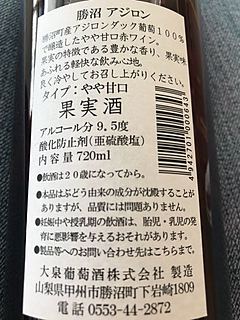 勝沼 アジロン
勝沼町産アジロンダック葡萄100%
で醸造したやや甘口赤ワイン。
果実の特徴である豊かな香り、果実味
あふれる軽快な飲みくち。
良く冷やしてお召し上がりください。
タイプ：やや甘口
果実酒
アルコール分 9.5度
酸化防止剤(亜硫酸塩)
内容量 720ml
●飲酒は20歳になってから。
●本品はぶどう由来の成分が沈殿すること
がありますが、品質には問題ありません。
●妊娠中や授乳期の飲酒は、胎児・乳児の発
育に悪影響を与えるおそれがあります。
●製品等へのお問い合わせ先はこちらまで。
大泉葡萄酒株式会社 製造
山梨県甲州市勝沼町下岩崎1809
電話 0553-44-2872
4942701000643